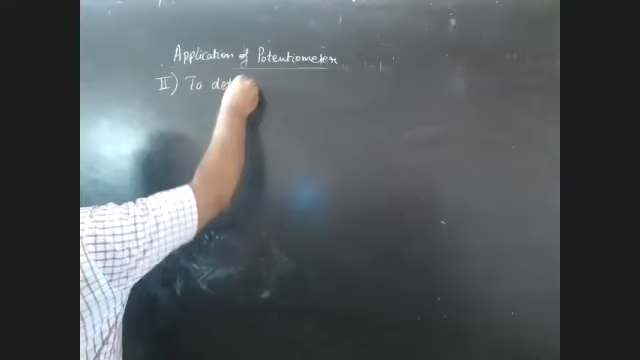 Application of Potentiometer
II) To det